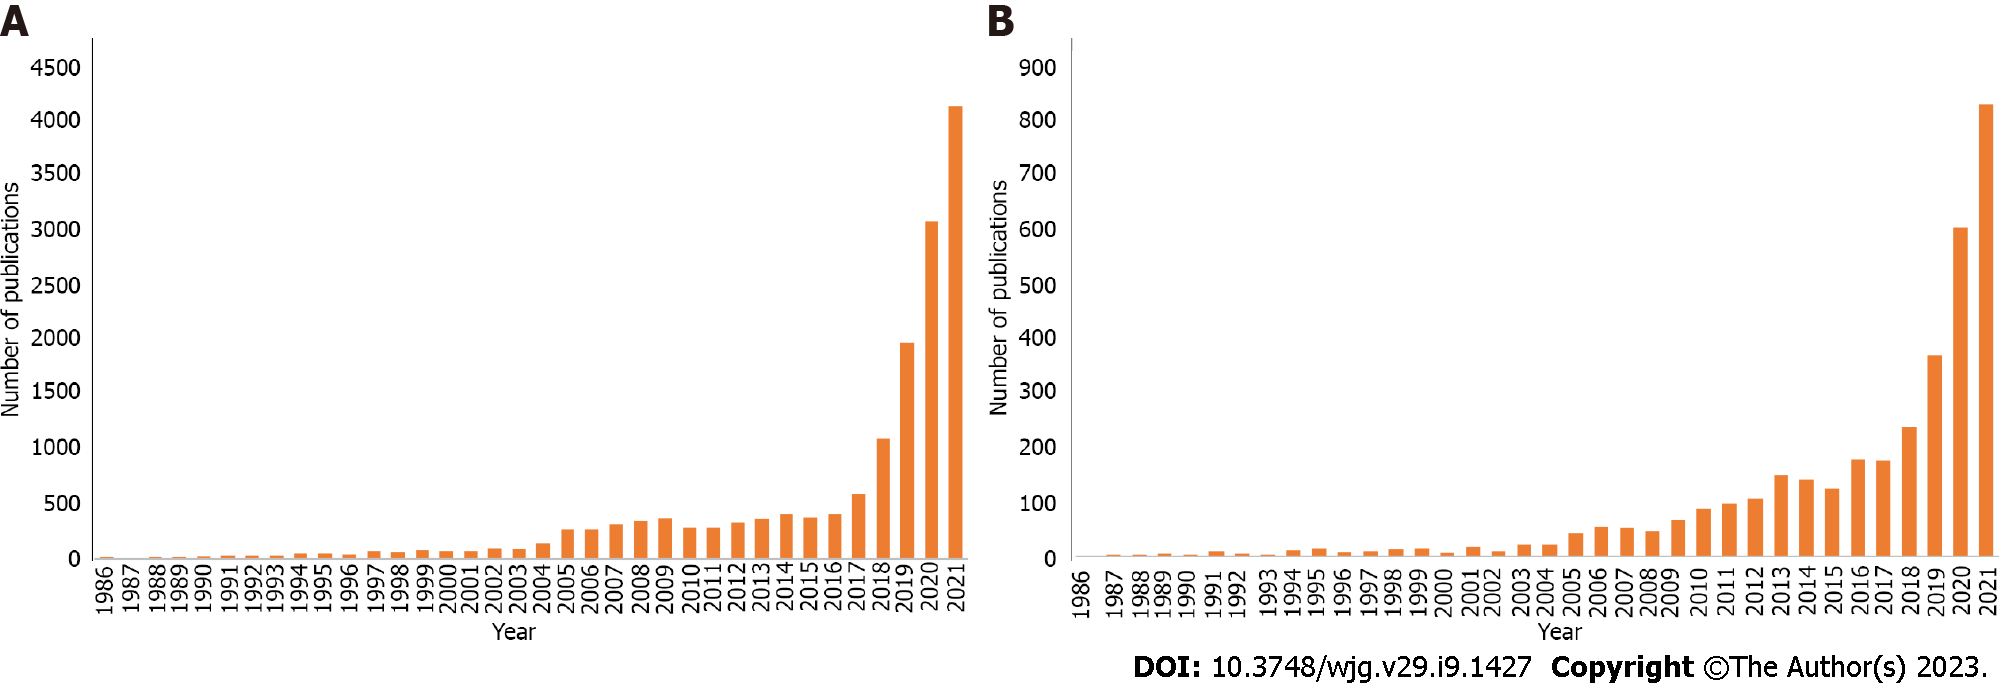 A
Number of publications
4500
4000
3500
3000
2500
2000
1500
1000
500
0
1986 1987 1988 1989 1990 1991 1992 1993 1994 1995 1996 1997 1998 1999 2000 2001 2002 2003 2004 2005 2006 2007 2008 2009 2010 2011 2012 2013 2014 2015 2016 2017 2018 2019 2020 2021
Year
B
Number of publications
900
800
700
600
500
400
300
200
100
0
1986 1987 1988 1989 1990 1991 1992 1993 1994 1995 1996 1997 1998 1999 2000 2001 2002 2003 2004 2005 2006 2007 2008 2009 2010 2011 2012 2013 2014 2015 2016 2017 2018 2019 2020 2021
Year
DOI: 10.3748/wjg.v29.i9.1427 Copyright ©The Author(s) 2023.